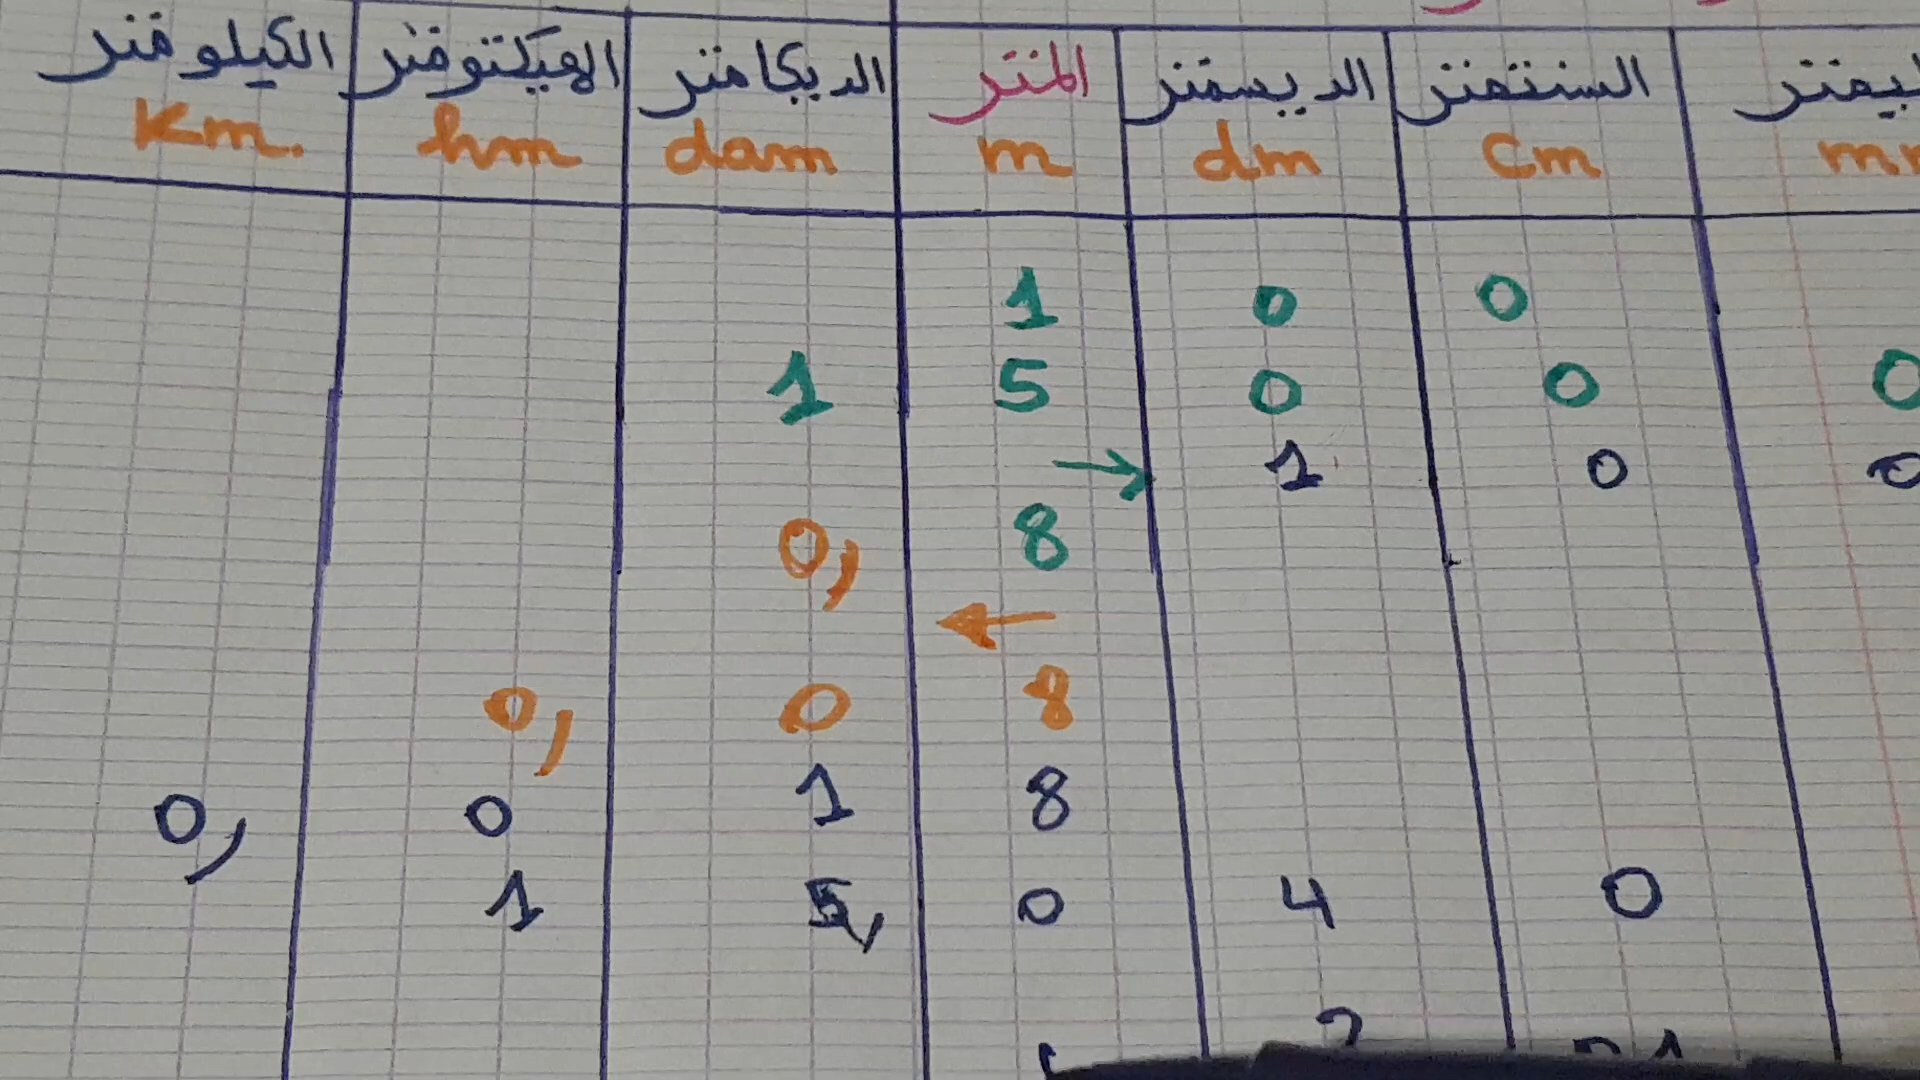 الكيلومتر الهيكتومتر الديكامتر المتر الديسمتر السنتمتر
Km. hm dam m dm cm
1 0 0
1 5 0 0 0
→ 1 0 0
0, 8
←
0, 0 8
0, 0 1 8
1 5, 0 4 0